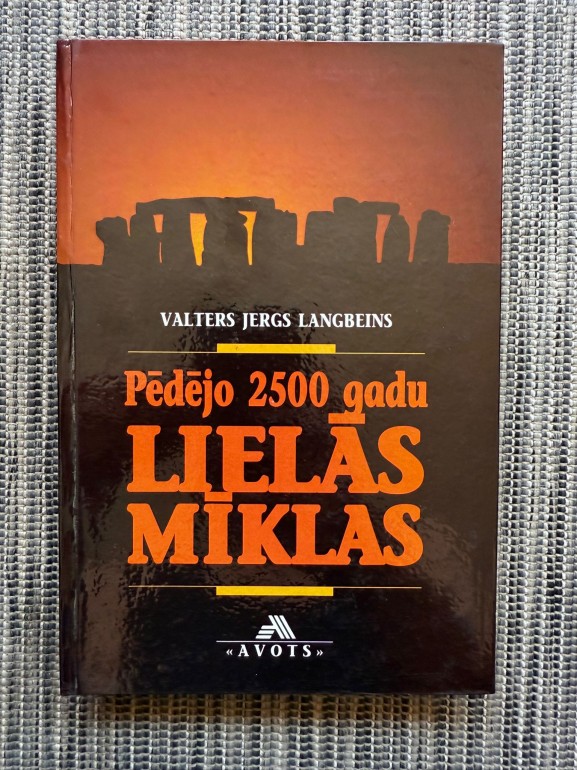 VALTERS JERGS LANGBEINS
Pēdējo 2500 gadu
LIELĀS
MĪKLAS
«AVOTS»